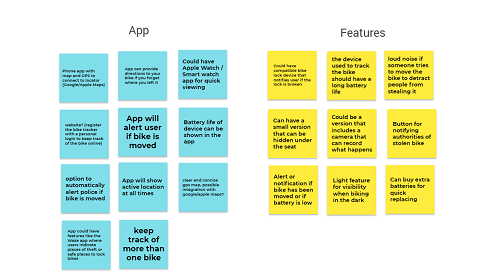 App
Features
Phone app with
map and GPS to
connect to locator
(Google/Apple Maps)
App can provide
directions to your
bike if you forget
where you left it
Could have
Apple Watch /
Smart watch
app for quick
viewing
website? (register
the bike tracker
with a personal
login to keep track
of the bike online)
App will
alert user
if bike is
moved
Battery life of
device can be
shown in the
app
option to
automatically
alert police if
bike is moved
App will show
active location
at all times
clear and concise
gps map, possible
integration with
google/apple maps?
App could have
features like the
Waze app where
users indicate
places of theft or
safe places to lock
bikes
keep
track of
more than
one bike
Could have
compatible bike
lock device that
notifies user if the
lock is broken
the device
used to track
the bike
should have a
long battery
life
loud noise if
someone tries
to move the
bike to detract
people from
stealing it
Can have a
small version
that can be
hidden under
the seat
Could be a
version that
includes a
camera that can
record what
happens
Button for
notifying
authorities of
stolen bike
Alert or
notification if
bike has been
moved or if
battery is low
Light feature
for visibility
when biking
in the dark
Can buy extra
batteries for
quick
replacing